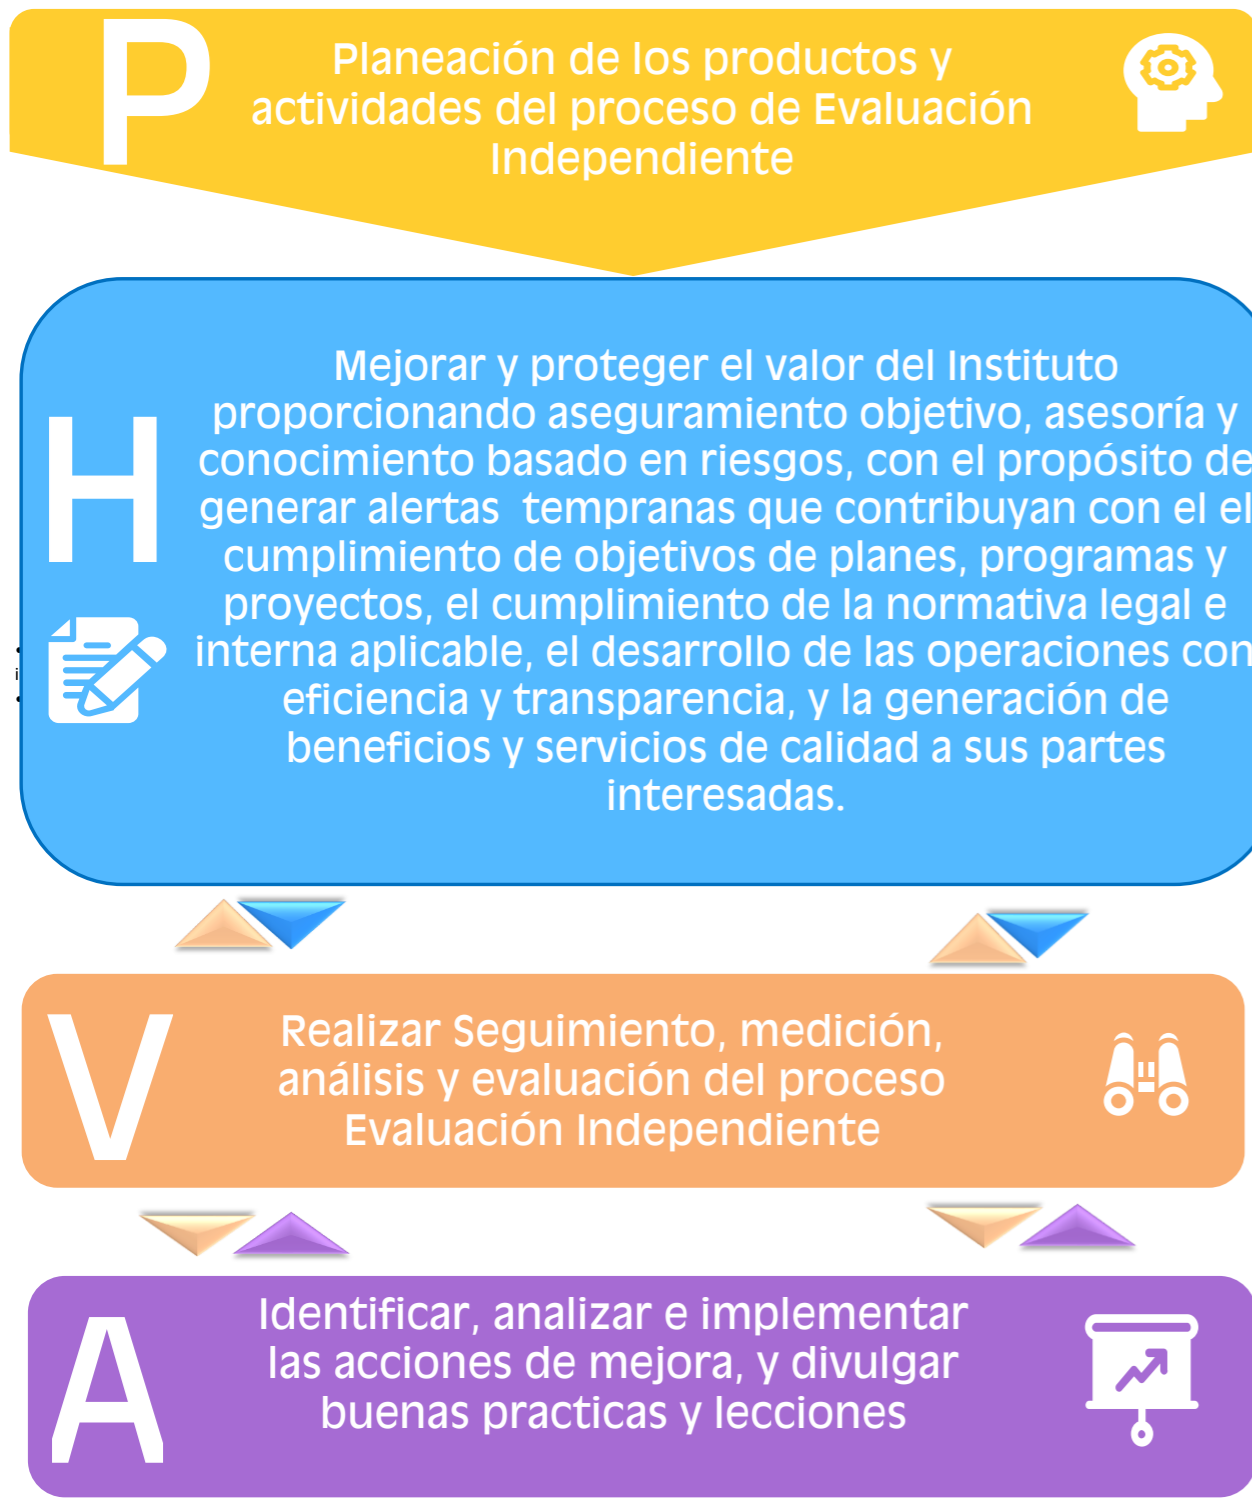 P
Planeación de los productos y
actividades del proceso de Evaluación
Independiente
H
Mejorar y proteger el valor del Instituto
proporcionando aseguramiento objetivo, asesoría y
conocimiento basado en riesgos, con el propósito de
generar alertas  tempranas que contribuyan con el el
cumplimiento de objetivos de planes, programas y
proyectos, el cumplimiento de la normativa legal e
interna aplicable, el desarrollo de las operaciones con
eficiencia y transparencia, y la generación de
beneficios y servicios de calidad a sus partes
interesadas.
V
Realizar Seguimiento, medición,
análisis y evaluación del proceso
Evaluación Independiente
A
Identificar, analizar e implementar
las acciones de mejora, y divulgar
buenas practicas y lecciones